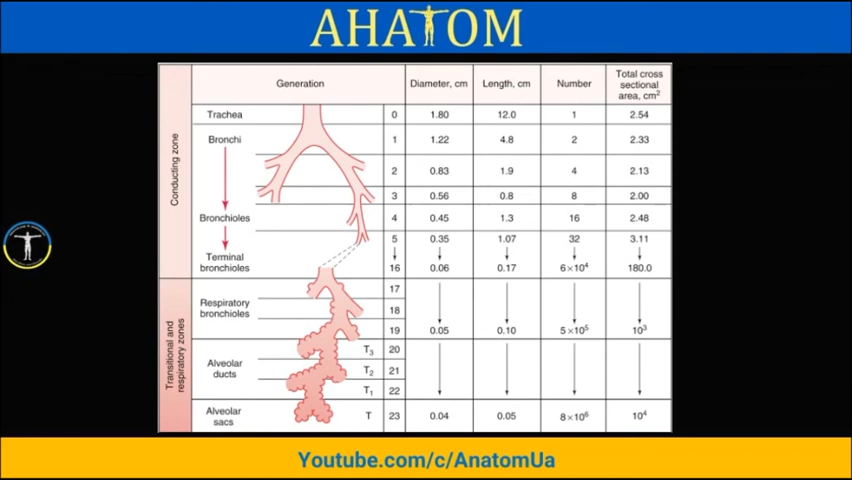 АНАТОМ
Generation Diameter, cm Length, cm Number Total cross
sectional
area, cm²
Conducting zone
Trachea 0 1.80 12.0 1 2.54
Bronchi 1 1.22 4.8 2 2.33
2 0.83 1.9 4 2.13
3 0.56 0.8 8 2.00
Bronchioles 4 0.45 1.3 16 2.48
5 0.35 1.07 32 3.11
Terminal
bronchioles 16 0.06 0.17 6×10⁴ 180.0
Transitional and
respiratory zones
17
Respiratory
bronchioles 18
19 0.05 0.10 5×10⁵ 10³
T₃ 20
Alveolar
ducts T₂ 21
T₁ 22
Alveolar
sacs T 23 0.04 0.05 8×10⁶ 10⁴
Youtube.com/c/AnatomUa